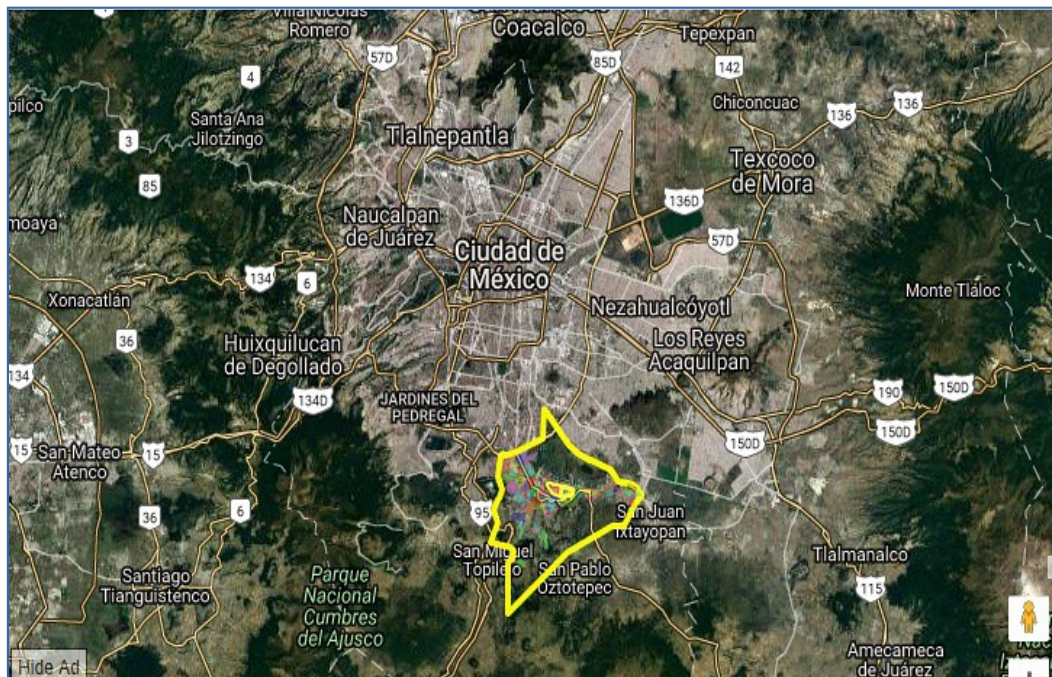 Villa Nicolas
Romero
Coacalco
Tepexpan
57D
85D
142
4
Chiconcuac
136
136
Santa Ana
Jilotzingo
3
Tlalnepantla
Texcoco
de Mora
85
136D
Naucalpan
de Juárez
57D
Ciudad de
México
134
6
Monte Tláloc
Xonacatlán
Nezahualcóyotl
36
Huixquilucan
de Degollado
Los Reyes
Acaquilpan
134
134D
JARDINES DEL
PEDREGAL
190
150D
150D
150D
15
San Mateo
Atenco
15
95
San Juan
Ixtayopan
36
6
San Miguel
Topilejo
San Pablo
Oztotepec
Tlalmanalco
Santiago
Tianguistenco
Parque
Nacional
Cumbres
del Ajusco
115
Amecameca
de Juárez
Hide Ad